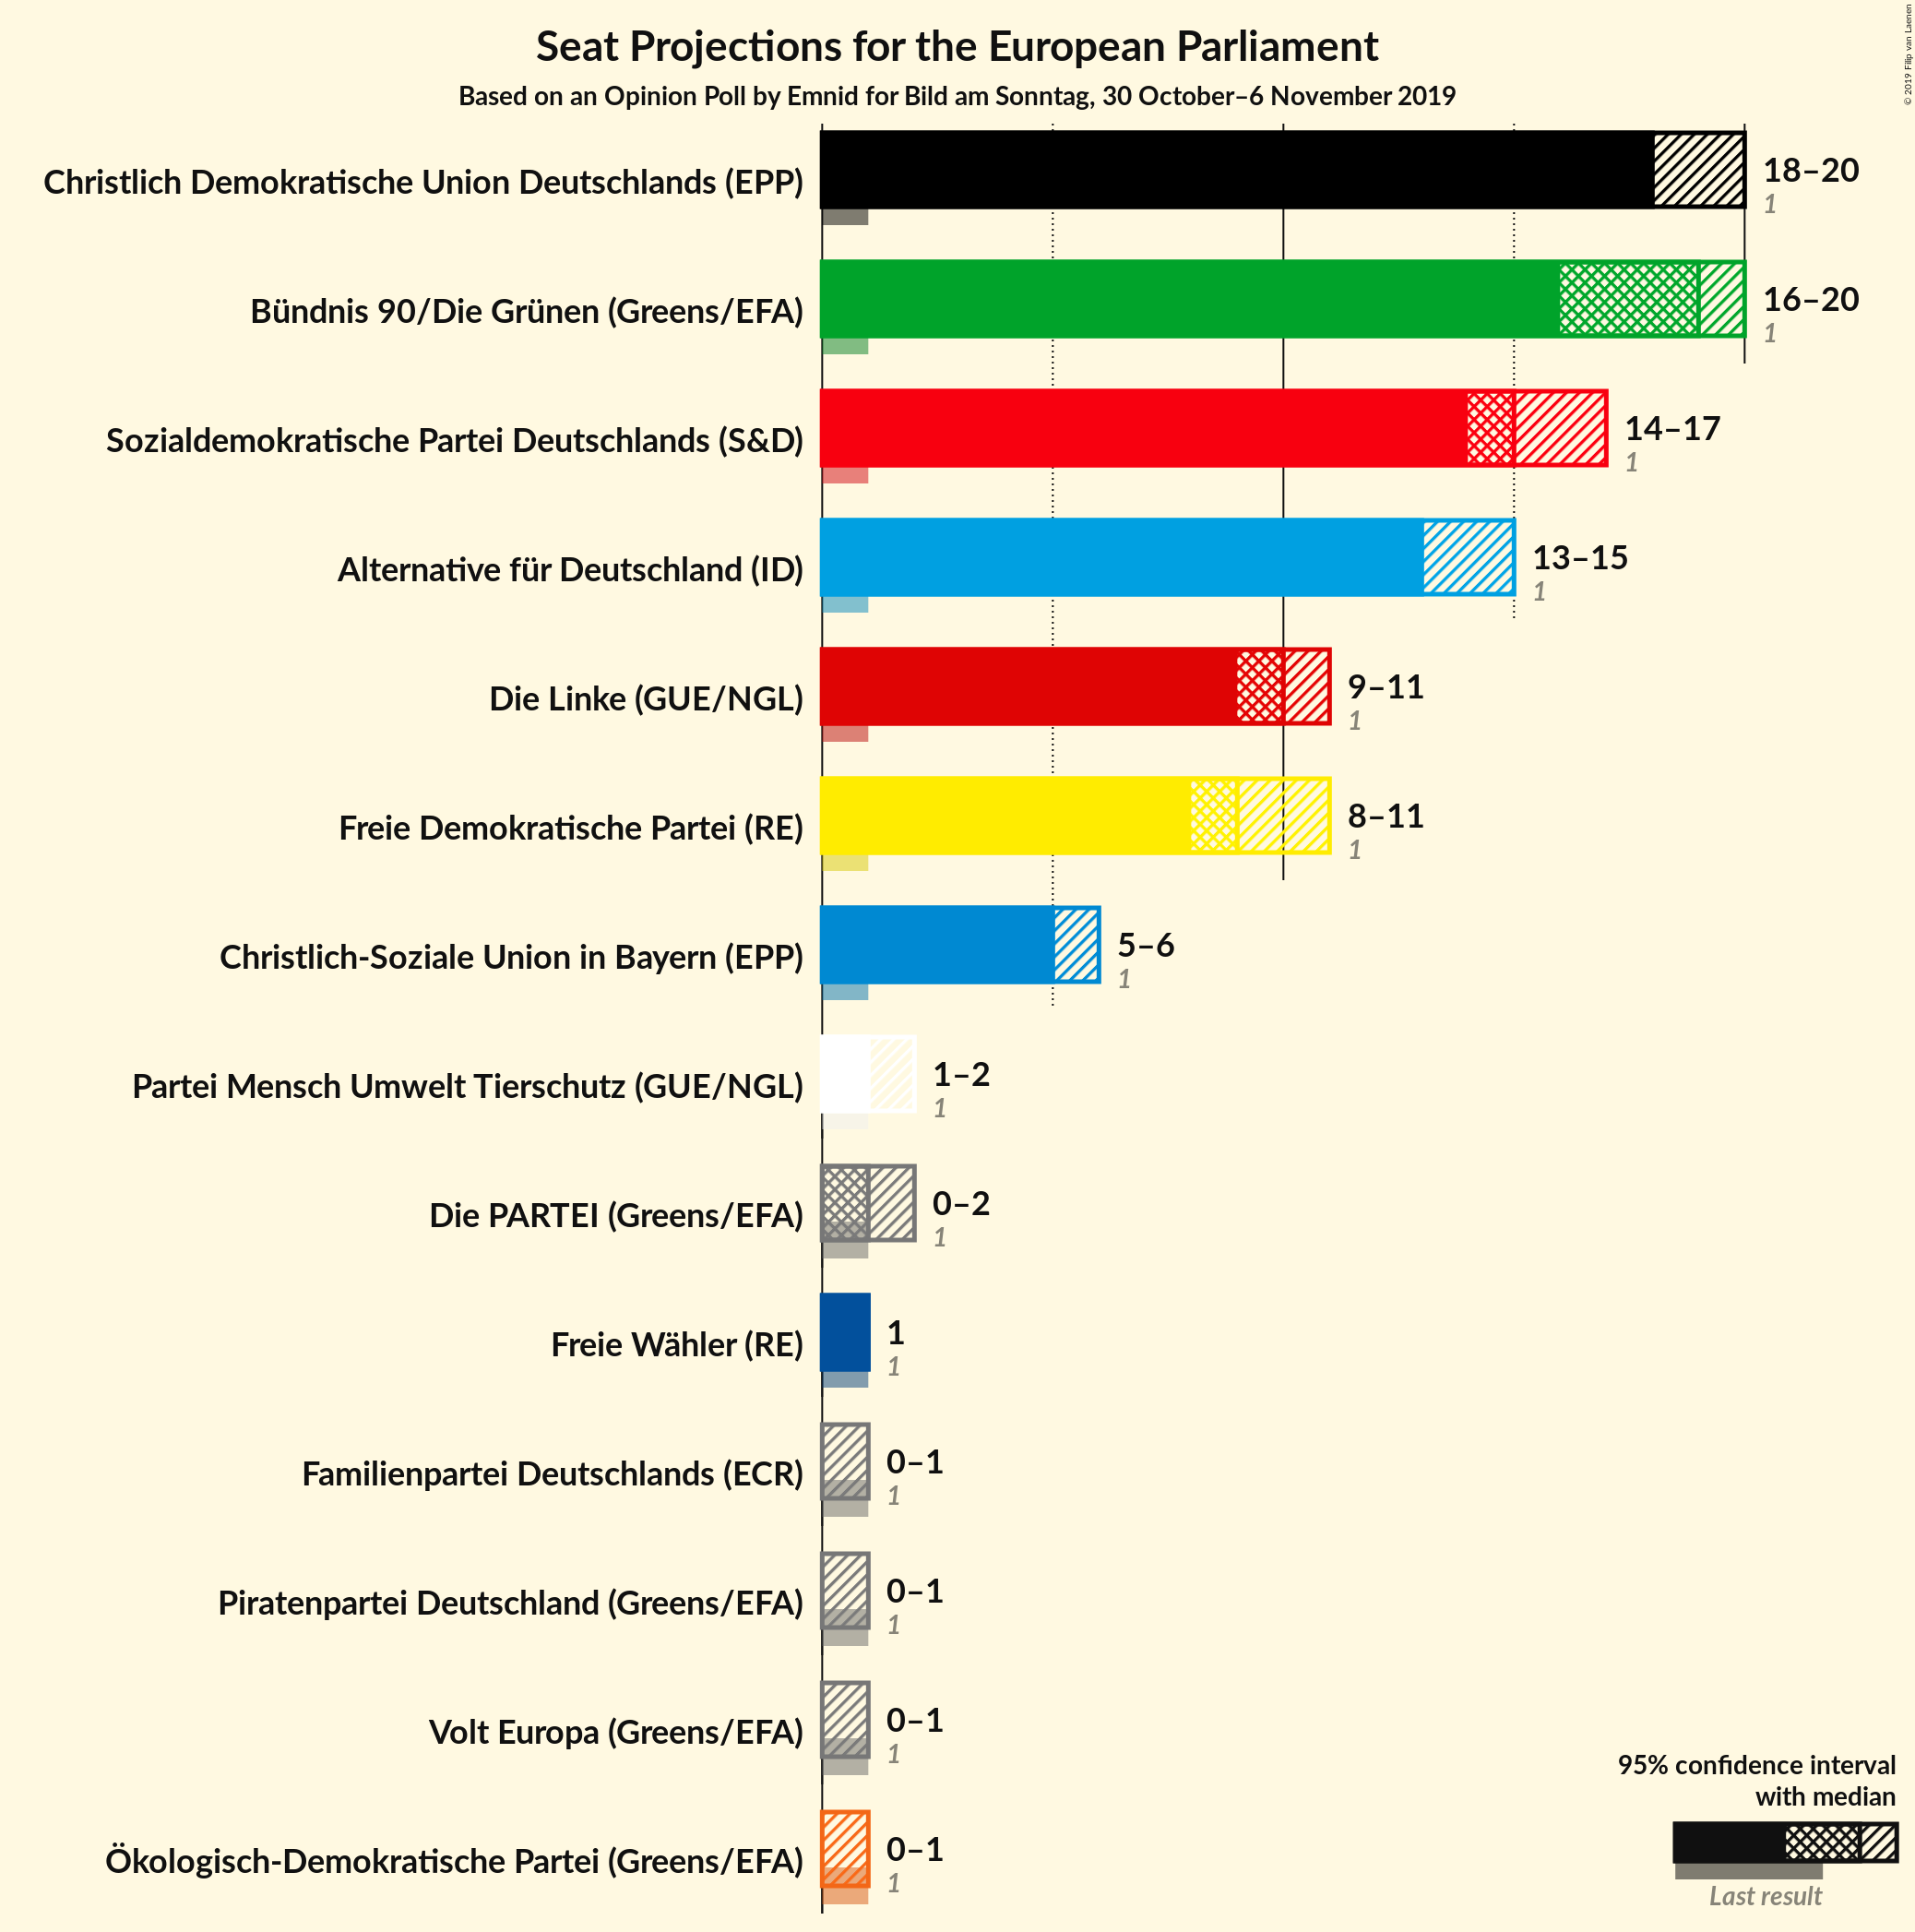 Seat Projections for the European Parliament
Based on an Opinion Poll by Emnid for Bild am Sonntag, 30 October–6 November 2019
© 2019 Filip van Laenen
Christlich Demokratische Union Deutschlands (EPP)
18–20
1
Bündnis 90/Die Grünen (Greens/EFA)
16–20
1
Sozialdemokratische Partei Deutschlands (S&D)
14–17
1
Alternative für Deutschland (ID)
13–15
1
Die Linke (GUE/NGL)
9–11
1
Freie Demokratische Partei (RE)
8–11
1
Christlich-Soziale Union in Bayern (EPP)
5–6
1
Partei Mensch Umwelt Tierschutz (GUE/NGL)
1–2
1
Die PARTEI (Greens/EFA)
0–2
1
Freie Wähler (RE)
1
1
Familienpartei Deutschlands (ECR)
0–1
1
Piratenpartei Deutschland (Greens/EFA)
0–1
1
Volt Europa (Greens/EFA)
0–1
1
Ökologisch-Demokratische Partei (Greens/EFA)
0–1
1
95% confidence interval
with median
Last result